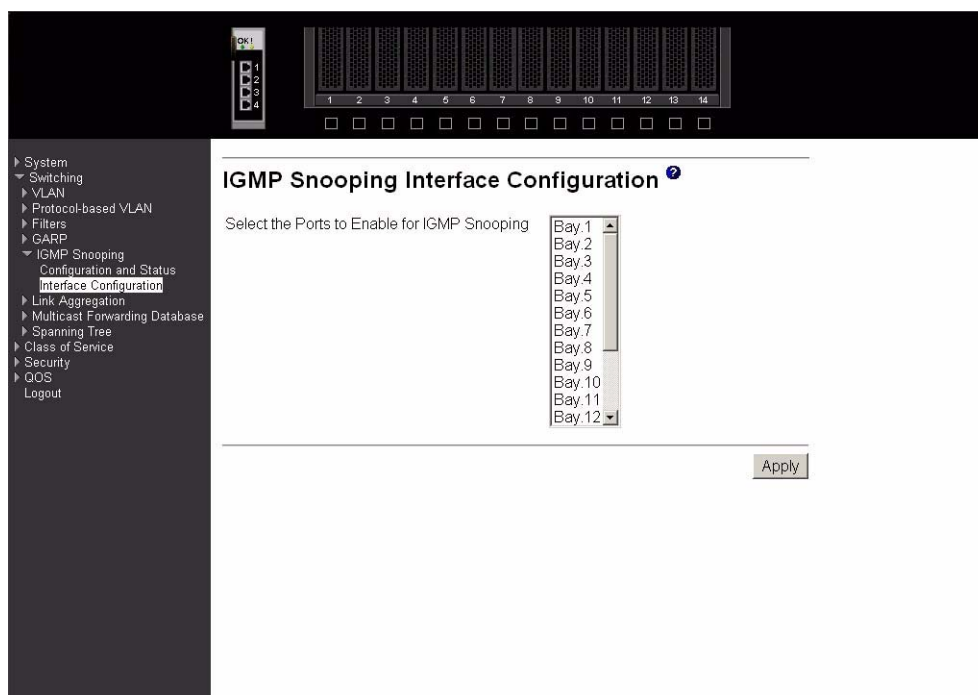 OK!
1
2
3
4
1 2 3 4 5 6 7 8 9 10 11 12 13 14
System
Switching
VLAN
Protocol-based VLAN
Filters
GARP
IGMP Snooping
Configuration and Status
Interface Configuration
Link Aggregation
Multicast Forwarding Database
Spanning Tree
Class of Service
Security
QOS
Logout
IGMP Snooping Interface Configuration ?
Select the Ports to Enable for IGMP Snooping
Bay.1
Bay.2
Bay.3
Bay.4
Bay.5
Bay.6
Bay.7
Bay.8
Bay.9
Bay.10
Bay.11
Bay.12
Apply